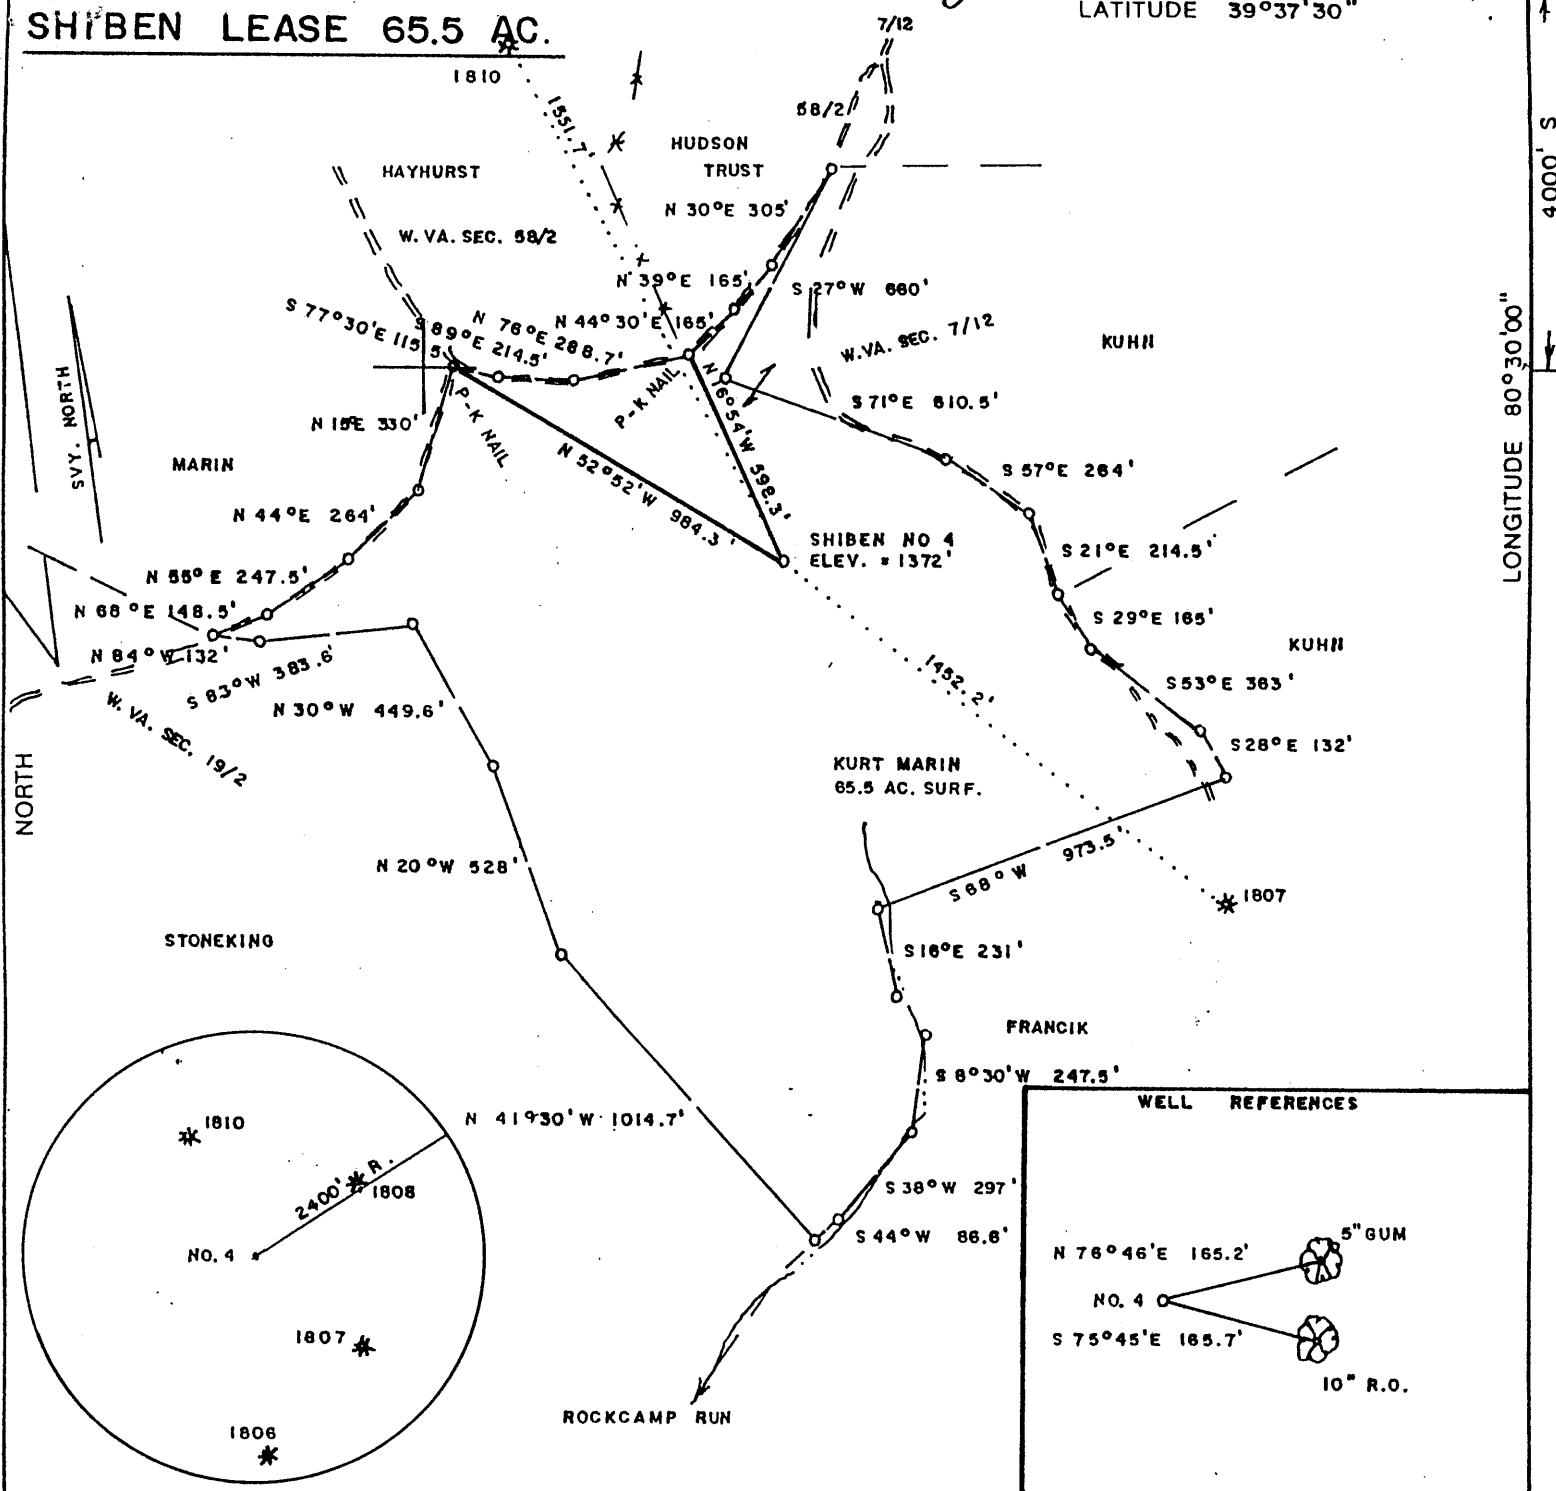 LATITUDE 39°37'30"
SHIBEN LEASE 65.5 AC.
7/12
1810
1551.7'
58/2
4000' S
HUDSON
TRUST
HAYHURST
N 30°E 305'
W. VA. SEC. 58/2
N 39°E 165'
S 27°W 660'
S 77°30'E 115.5'
S 89°E 214.5'
N 76°E 288.7'
N 44°30'E 165'
W. VA. SEC. 7/12
KUHN
LONGITUDE 80°30'00"
SVY. NORTH
P-K NAIL
P-K NAIL
N 16°54'W 598.3'
S 71°E 610.5'
N 15°E 330'
MARIN
N 52°52'W 984.3'
S 57°E 264'
N 44°E 264'
SHIBEN NO 4
ELEV. = 1372'
S 21°E 214.5'
N 55°E 247.5'
N 68°E 148.5'
S 29°E 165'
KUHN
N 84°W 132'
S 83°W 383.6'
1452.2'
S 53°E 363'
N 30°W 449.6'
W. VA. SEC. 19/2
S 28°E 132'
NORTH
KURT MARIN
65.5 AC. SURF.
N 20°W 528'
S 68°W 973.5'
1807
STONEKING
S 16°E 231'
FRANCIK
S 8°30'W 247.5'
WELL REFERENCES
1810
N 41°30'W 1014.7'
2400' R.
1808
S 38°W 297'
S 44°W 86.6'
NO. 4
5" GUM
N 76°46'E 165.2'
NO. 4
S 75°45'E 165.7'
1807
10" R.O.
ROCKCAMP RUN
1806